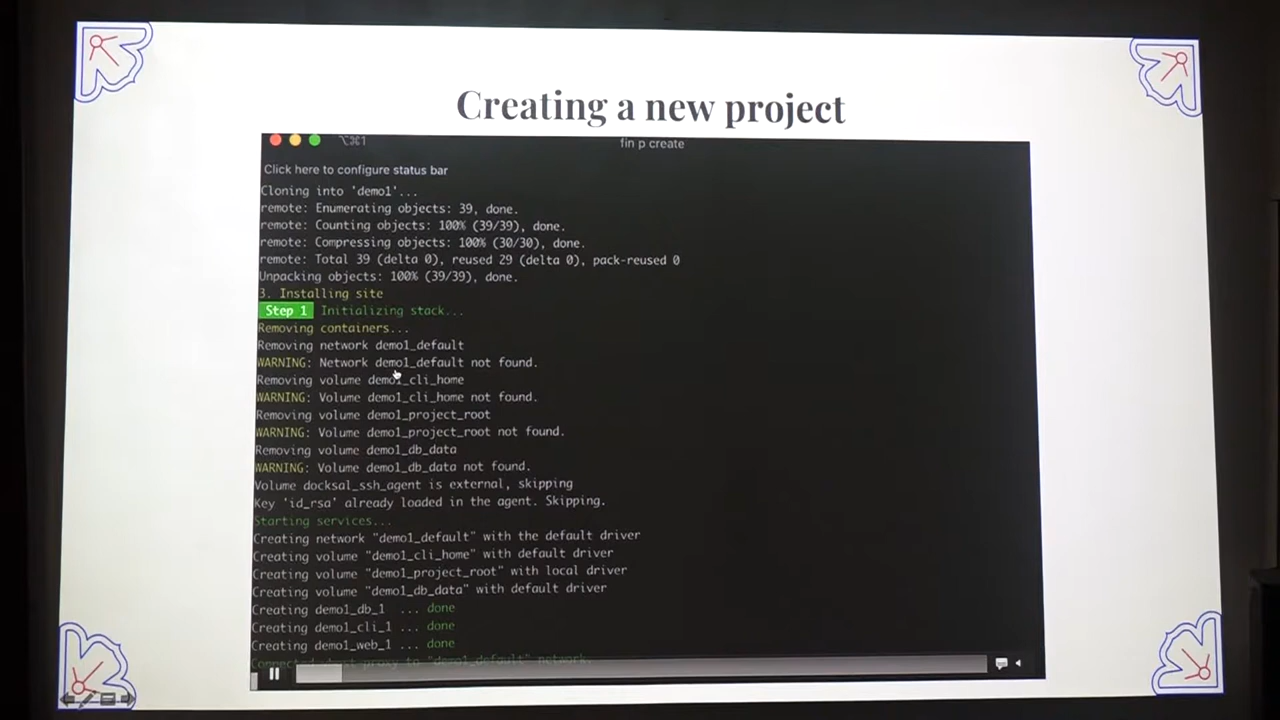 Creating a new project
⌥⌘1
fin p create
Click here to configure status bar
Cloning into 'demo1'...
remote: Enumerating objects: 39, done.
remote: Counting objects: 100% (39/39), done.
remote: Compressing objects: 100% (30/30), done.
remote: Total 39 (delta 0), reused 29 (delta 0), pack-reused 0
Unpacking objects: 100% (39/39), done.
3. Installing site
Step 1 Initializing stack...
Removing containers...
Removing network demo1_default
WARNING: Network demo1_default not found.
Removing volume demo1_cli_home
WARNING: Volume demo1_cli_home not found.
Removing volume demo1_project_root
WARNING: Volume demo1_project_root not found.
Removing volume demo1_db_data
WARNING: Volume demo1_db_data not found.
Volume docksal_ssh_agent is external, skipping
Key 'id_rsa' already loaded in the agent. Skipping.
Starting services...
Creating network "demo1_default" with the default driver
Creating volume "demo1_cli_home" with default driver
Creating volume "demo1_project_root" with local driver
Creating volume "demo1_db_data" with default driver
Creating demo1_db_1 ... done
Creating demo1_cli_1 ... done
Creating demo1_web_1 ... done
Connected vhost-proxy to "demo1_default" network.